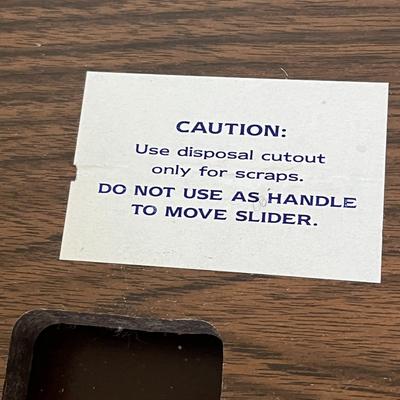 CAUTION:
Use disposal cutout
only for scraps.
DO NOT USE AS HANDLE
TO MOVE SLIDER.